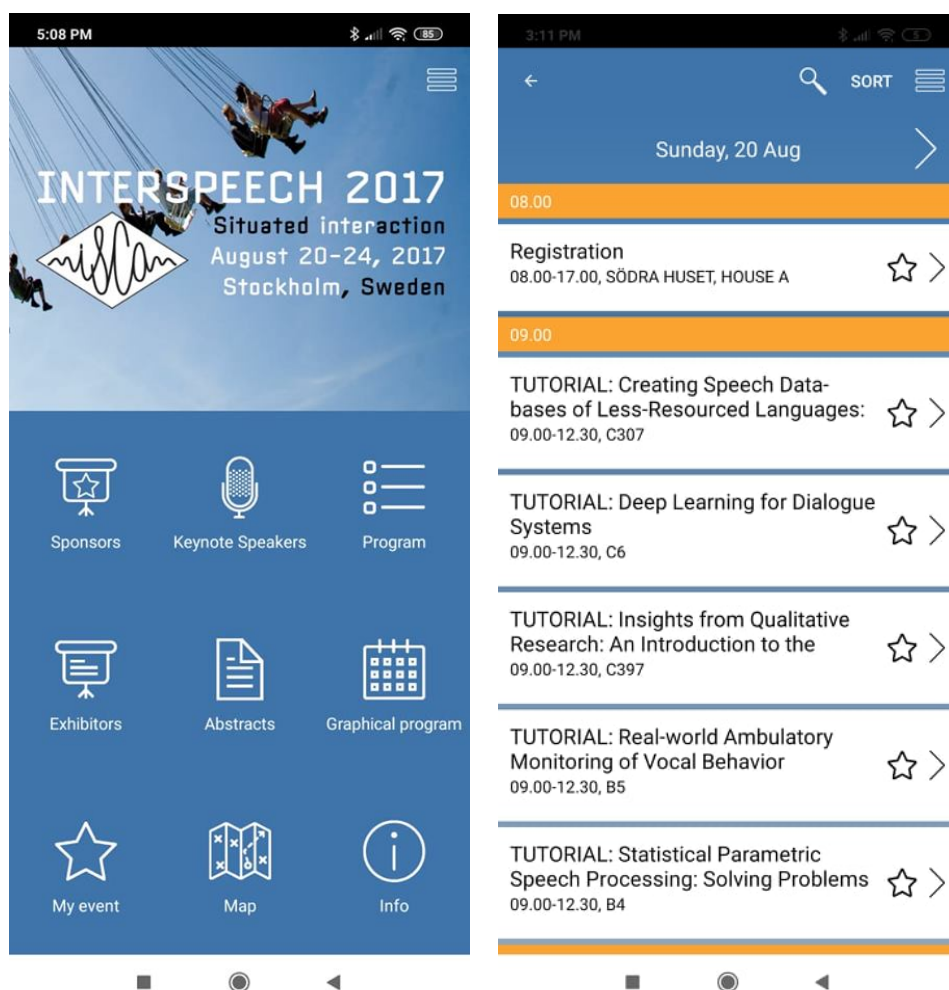 5:08 PM
85
INTERSPEECH 2017
Situated interaction
August 20-24, 2017
Stockholm, Sweden
Sponsors
Keynote Speakers
Program
Exhibitors
Abstracts
Graphical program
My event
Map
Info
3:11 PM
5
SORT
Sunday, 20 Aug
08.00
Registration
08.00-17.00, SÖDRA HUSET, HOUSE A
09.00
TUTORIAL: Creating Speech Data-
bases of Less-Resourced Languages:
09.00-12.30, C307
TUTORIAL: Deep Learning for Dialogue
Systems
09.00-12.30, C6
TUTORIAL: Insights from Qualitative
Research: An Introduction to the
09.00-12.30, C397
TUTORIAL: Real-world Ambulatory
Monitoring of Vocal Behavior
09.00-12.30, B5
TUTORIAL: Statistical Parametric
Speech Processing: Solving Problems
09.00-12.30, B4